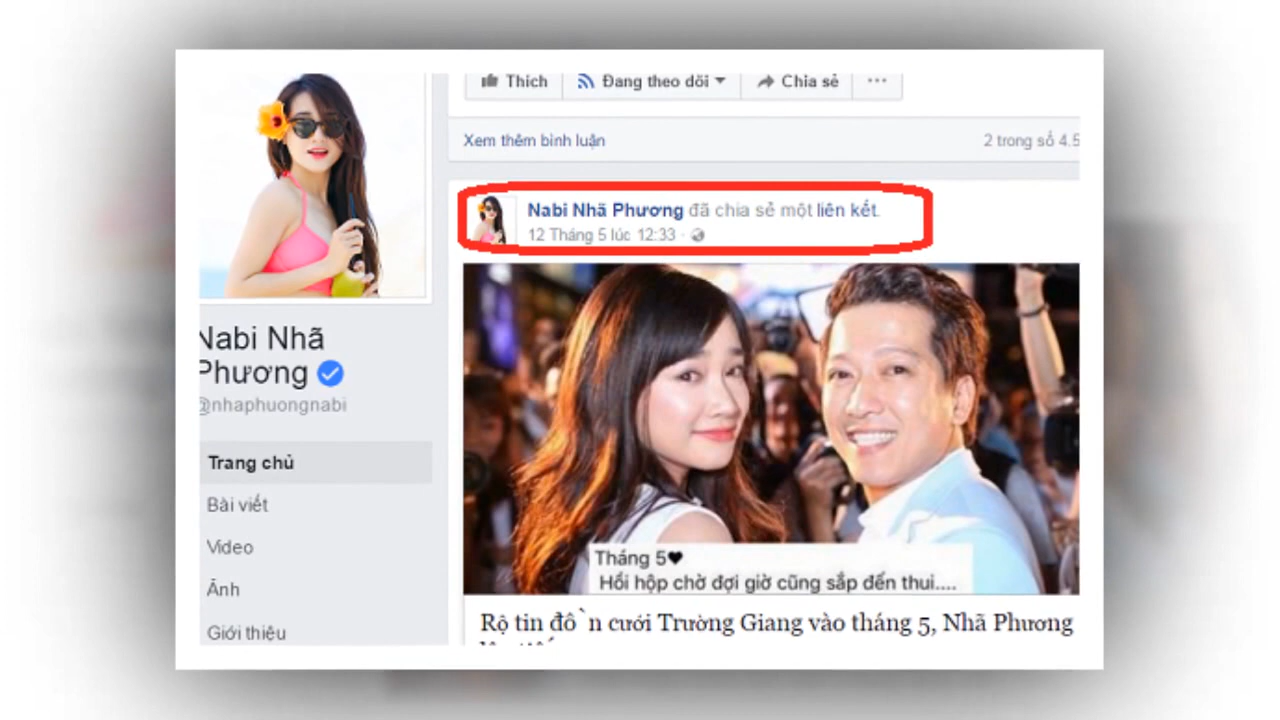 Thích
Đang theo dõi
Chia sẻ
Xem thêm bình luận
2 trong số 4.5
Nabi Nhã Phương đã chia sẻ một liên kết.
12 Tháng 5 lúc 12:33
Nabi Nhã
Phương
@nhaphuongnabi
Trang chủ
Bài viết
Video
Ảnh
Giới thiệu
Tháng 5♥
Hồi hộp chờ đợi giờ cũng sắp đến thui....
Rộ tin đồn cưới Trường Giang vào tháng 5, Nhã Phương